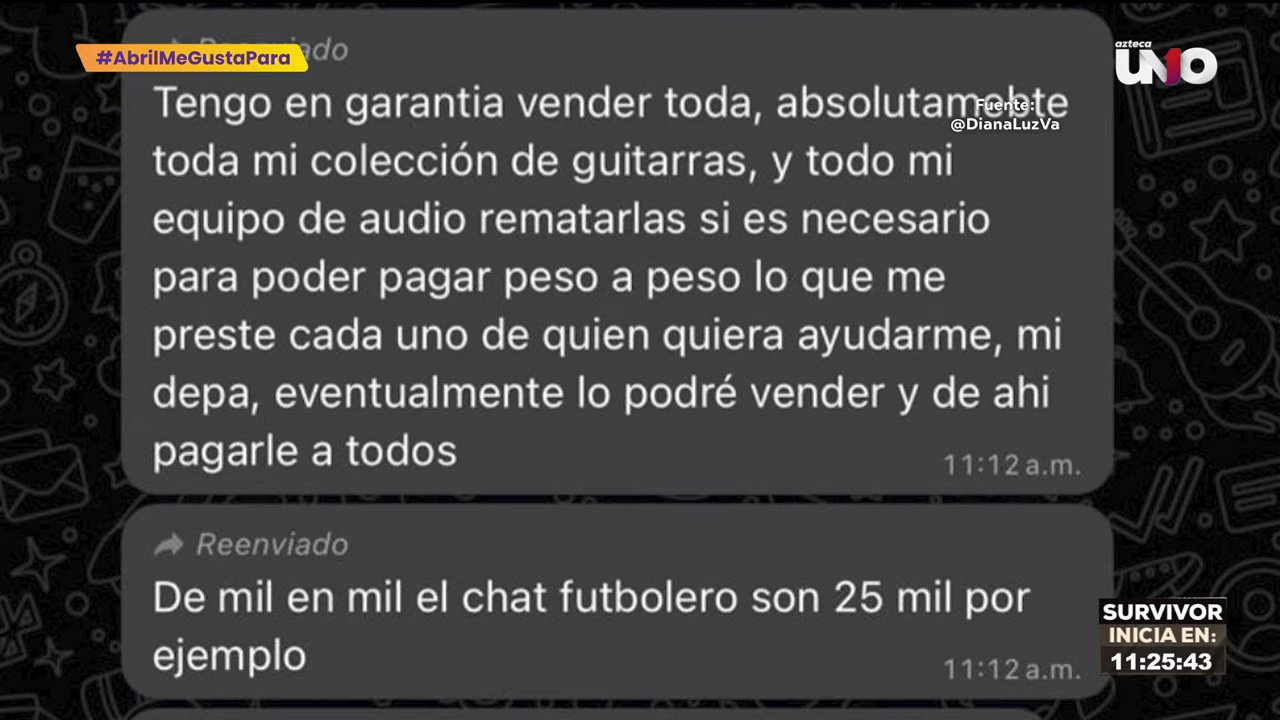 Reenviado
#AbrilMeGustaPara
azteca
UNO
Tengo en garantia vender toda, absolutamebte
Fuente:
@DianaLuzVa
toda mi colección de guitarras, y todo mi
equipo de audio rematarlas si es necesario
para poder pagar peso a peso lo que me
preste cada uno de quien quiera ayudarme, mi
depa, eventualmente lo podré vender y de ahi
pagarle a todos
11:12 a.m.
Reenviado
De mil en mil el chat futbolero son 25 mil por
ejemplo
11:12 a.m.
SURVIVOR
INICIA EN:
11:25:43